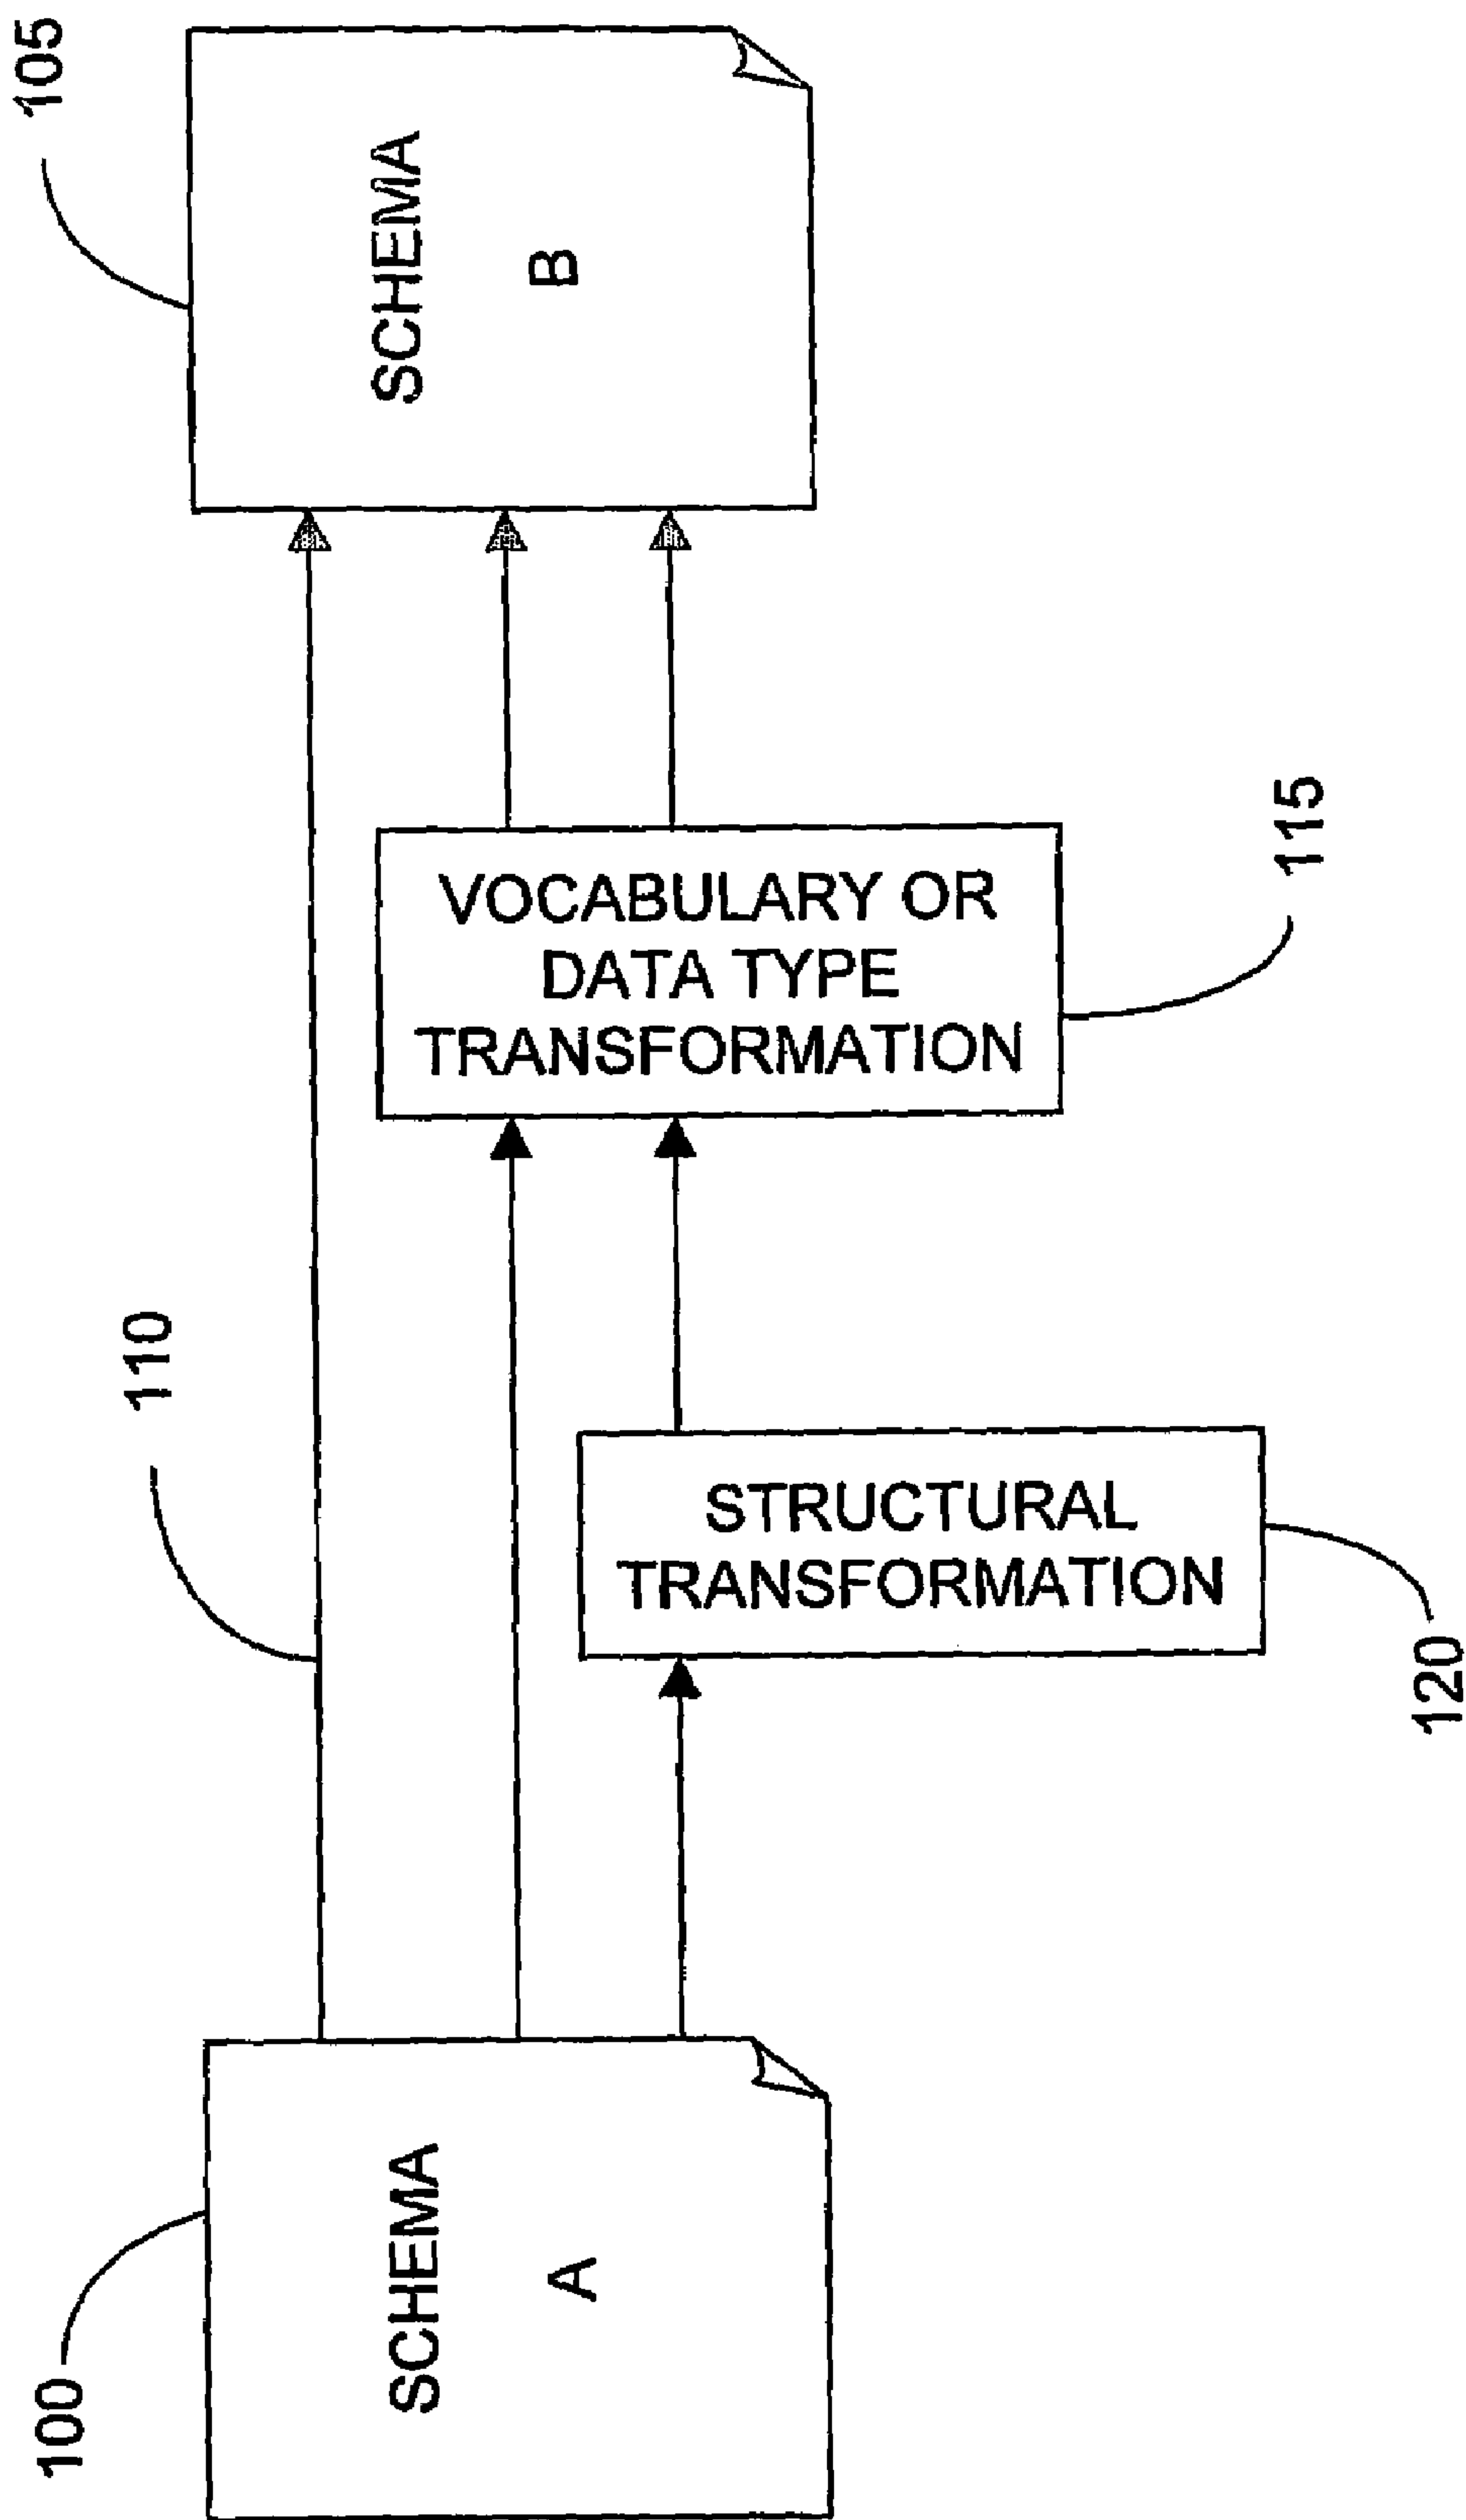 105
SCHEMA
B
VOCABULARY OR
DATA TYPE
TRANSFORMATION
115
110
STRUCTURAL
TRANSFORMATION
120
SCHEMA
A
100